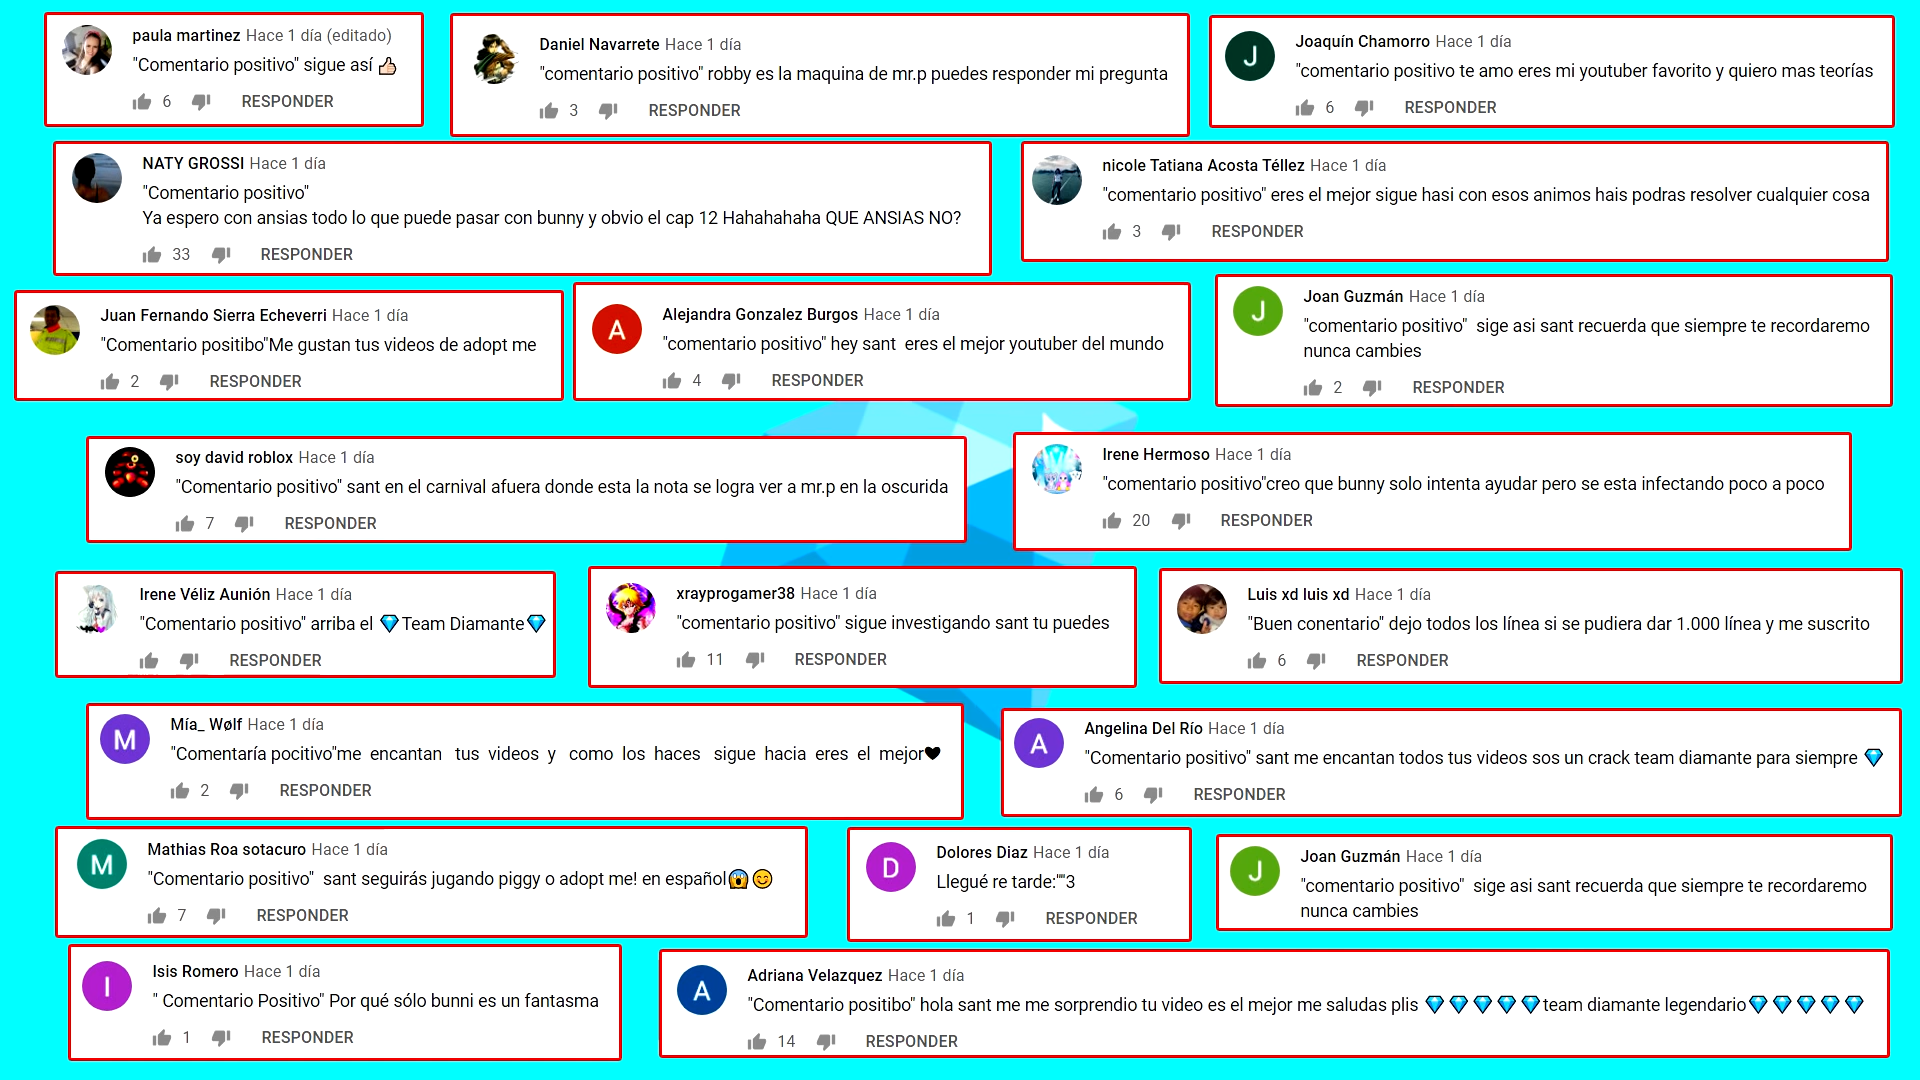 paula martinez Hace 1 día (editado)
"Comentario positivo" sigue así 👍🏻
6 RESPONDER
Daniel Navarrete Hace 1 día
"comentario positivo" robby es la maquina de mr.p puedes responder mi pregunta
3 RESPONDER
J
Joaquín Chamorro Hace 1 día
"comentario positivo te amo eres mi youtuber favorito y quiero mas teorías
6 RESPONDER
NATY GROSSI Hace 1 día
"Comentario positivo"
Ya espero con ansias todo lo que puede pasar con bunny y obvio el cap 12 Hahahahaha QUE ANSIAS NO?
33 RESPONDER
nicole Tatiana Acosta Téllez Hace 1 día
"comentario positivo" eres el mejor sigue hasi con esos animos hais podras resolver cualquier cosa
3 RESPONDER
Juan Fernando Sierra Echeverri Hace 1 día
"Comentario positibo"Me gustan tus videos de adopt me
2 RESPONDER
A
Alejandra Gonzalez Burgos Hace 1 día
"comentario positivo" hey sant eres el mejor youtuber del mundo
4 RESPONDER
J
Joan Guzmán Hace 1 día
"comentario positivo" sige asi sant recuerda que siempre te recordaremo
nunca cambies
2 RESPONDER
soy david roblox Hace 1 día
"Comentario positivo" sant en el carnival afuera donde esta la nota se logra ver a mr.p en la oscurida
7 RESPONDER
Irene Hermoso Hace 1 día
"comentario positivo"creo que bunny solo intenta ayudar pero se esta infectando poco a poco
20 RESPONDER
Irene Véliz Aunión Hace 1 día
"Comentario positivo" arriba el 💎Team Diamante💎
RESPONDER
xrayprogamer38 Hace 1 día
"comentario positivo" sigue investigando sant tu puedes
11 RESPONDER
Luis xd luis xd Hace 1 día
"Buen conentario" dejo todos los línea si se pudiera dar 1.000 línea y me suscrito
6 RESPONDER
M
Mía_ Wølf Hace 1 día
"Comentaría pocitivo"me encantan tus videos y como los haces sigue hacia eres el mejor🖤
2 RESPONDER
A
Angelina Del Río Hace 1 día
"Comentario positivo" sant me encantan todos tus videos sos un crack team diamante para siempre 💎
6 RESPONDER
M
Mathias Roa sotacuro Hace 1 día
"Comentario positivo" sant seguirás jugando piggy o adopt me! en español😱😊
7 RESPONDER
D
Dolores Diaz Hace 1 día
Llegué re tarde:""3
1 RESPONDER
J
Joan Guzmán Hace 1 día
"comentario positivo" sige asi sant recuerda que siempre te recordaremo
nunca cambies
I
Isis Romero Hace 1 día
" Comentario Positivo" Por qué sólo bunni es un fantasma
1 RESPONDER
A
Adriana Velazquez Hace 1 día
"Comentario positibo" hola sant me me sorprendio tu video es el mejor me saludas plis 💎💎💎💎💎team diamante legendario💎💎💎💎💎
14 RESPONDER